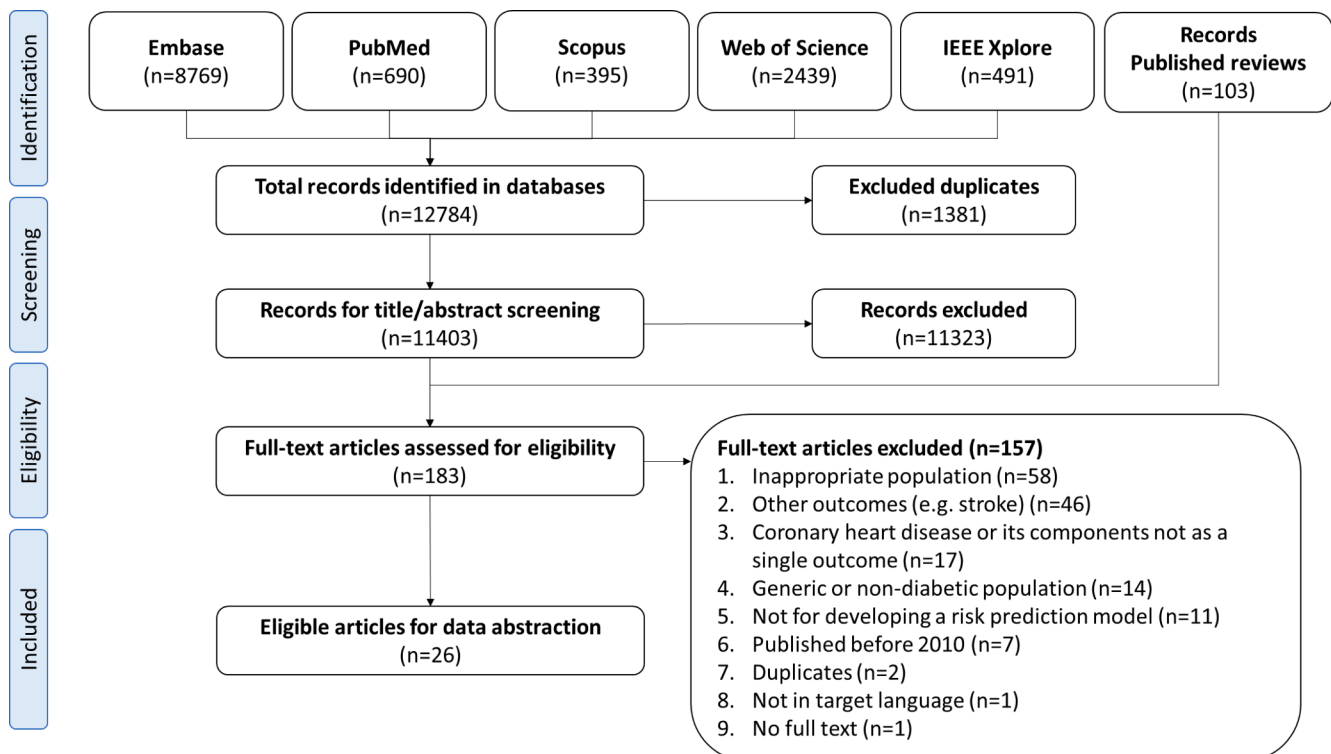 Identification
Embase
(n=8769)
PubMed
(n=690)
Scopus
(n=395)
Web of Science
(n=2439)
IEEE Xplore
(n=491)
Records
Published reviews
(n=103)
Total records identified in databases
(n=12784)
Excluded duplicates
(n=1381)
Screening
Records for title/abstract screening
(n=11403)
Records excluded
(n=11323)
Eligibility
Full-text articles assessed for eligibility
(n=183)
Full-text articles excluded (n=157)
1. Inappropriate population (n=58)
2. Other outcomes (e.g. stroke) (n=46)
3. Coronary heart disease or its components not as a
single outcome (n=17)
4. Generic or non-diabetic population (n=14)
5. Not for developing a risk prediction model (n=11)
6. Published before 2010 (n=7)
7. Duplicates (n=2)
8. Not in target language (n=1)
9. No full text (n=1)
Included
Eligible articles for data abstraction
(n=26)